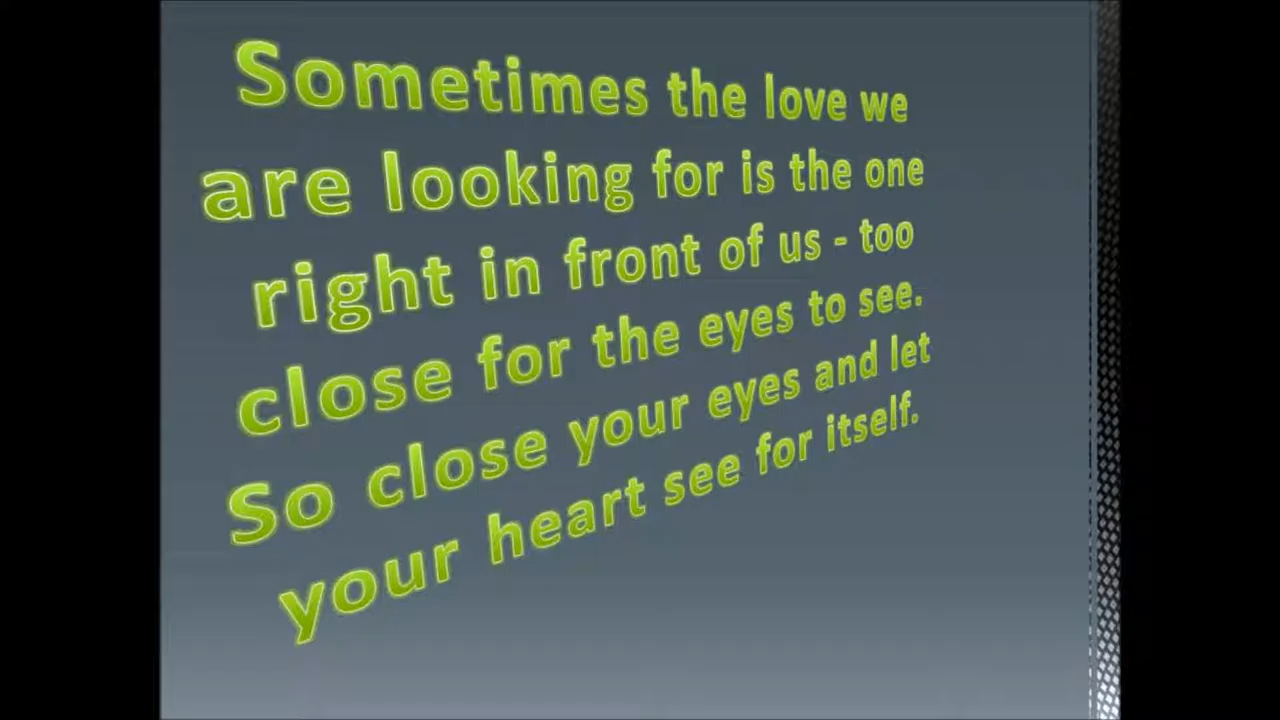 Sometimes the love we
are looking for is the one
right in front of us - too
close for the eyes to see.
So close your eyes and let
your heart see for itself.